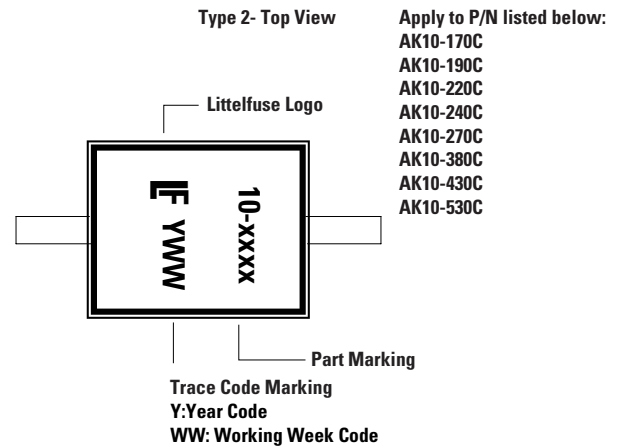 Type 2- Top View
Apply to P/N listed below:
AK10-170C
AK10-190C
AK10-220C
AK10-240C
AK10-270C
AK10-380C
AK10-430C
AK10-530C
Littelfuse Logo
LF YWW
10-xxxx
Part Marking
Trace Code Marking
Y:Year Code
WW: Working Week Code